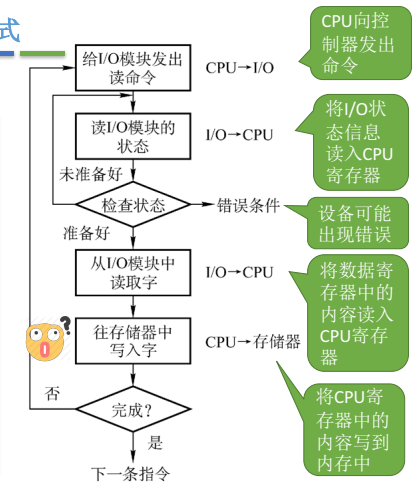 式
给I/O模块发出
读命令
CPU→I/O
CPU向控
制器发出
命令
读I/O模块的
状态
I/O→CPU
将I/O状
态信息
读入CPU
寄存器
未准备好
检查状态
错误条件
设备可能
出现错误
准备好
从I/O模块中
读取字
I/O→CPU
将数据寄
存器中的
内容读入
CPU寄存
器
?
往存储器中
写入字
CPU→存储器
否
完成?
将CPU寄
存器中的
内容写到
内存中
是
下一条指令